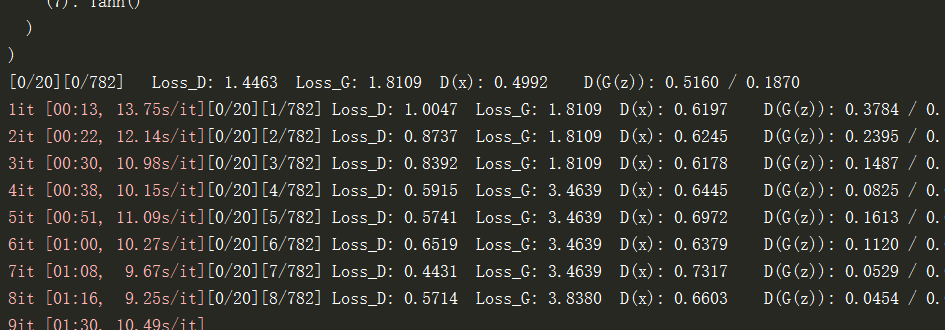 (7): Tanh()
)
)
[0/20][0/782] Loss_D: 1.4463 Loss_G: 1.8109 D(x): 0.4992 D(G(z)): 0.5160 / 0.1870
1it [00:13, 13.75s/it][0/20][1/782] Loss_D: 1.0047 Loss_G: 1.8109 D(x): 0.6197 D(G(z)): 0.3784 / 0.
2it [00:22, 12.14s/it][0/20][2/782] Loss_D: 0.8737 Loss_G: 1.8109 D(x): 0.6245 D(G(z)): 0.2395 / 0.
3it [00:30, 10.98s/it][0/20][3/782] Loss_D: 0.8392 Loss_G: 1.8109 D(x): 0.6178 D(G(z)): 0.1487 / 0.
4it [00:38, 10.15s/it][0/20][4/782] Loss_D: 0.5915 Loss_G: 3.4639 D(x): 0.6445 D(G(z)): 0.0825 / 0.
5it [00:51, 11.09s/it][0/20][5/782] Loss_D: 0.5741 Loss_G: 3.4639 D(x): 0.6972 D(G(z)): 0.1613 / 0.
6it [01:00, 10.27s/it][0/20][6/782] Loss_D: 0.6519 Loss_G: 3.4639 D(x): 0.6379 D(G(z)): 0.1120 / 0.
7it [01:08, 9.67s/it][0/20][7/782] Loss_D: 0.4431 Loss_G: 3.4639 D(x): 0.7317 D(G(z)): 0.0529 / 0.
8it [01:16, 9.25s/it][0/20][8/782] Loss_D: 0.5714 Loss_G: 3.8380 D(x): 0.6603 D(G(z)): 0.0454 / 0.
9it [01:30, 10.49s/it]